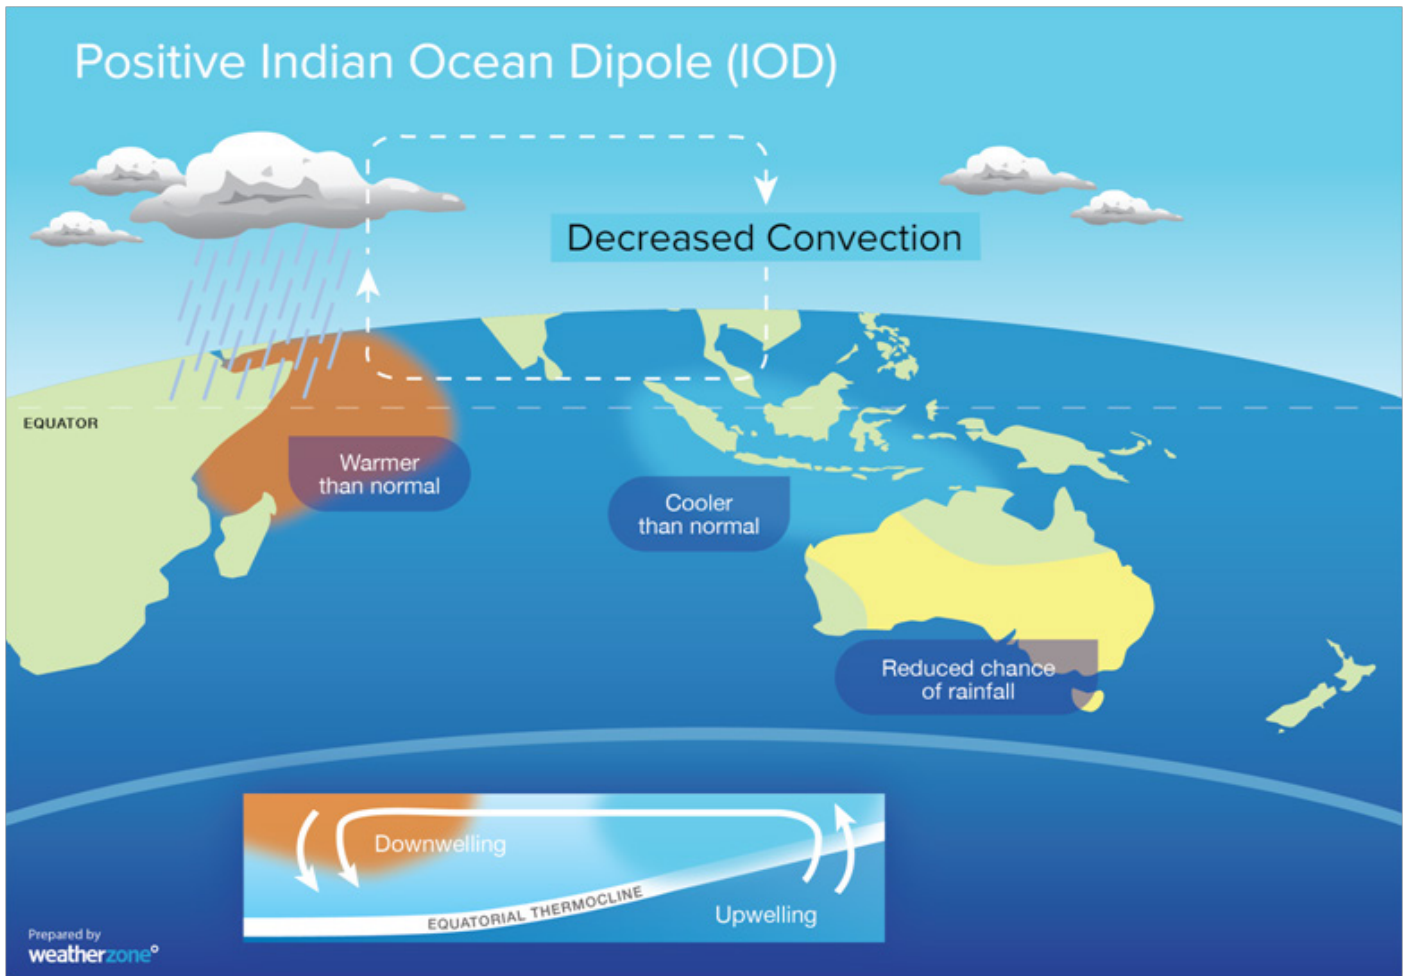 Positive Indian Ocean Dipole (IOD)
Decreased Convection
EQUATOR
Warmer
than normal
Cooler
than normal
Reduced chance
of rainfall
Downwelling
EQUATORIAL THERMOCLINE
Upwelling
Prepared by
weatherzone°